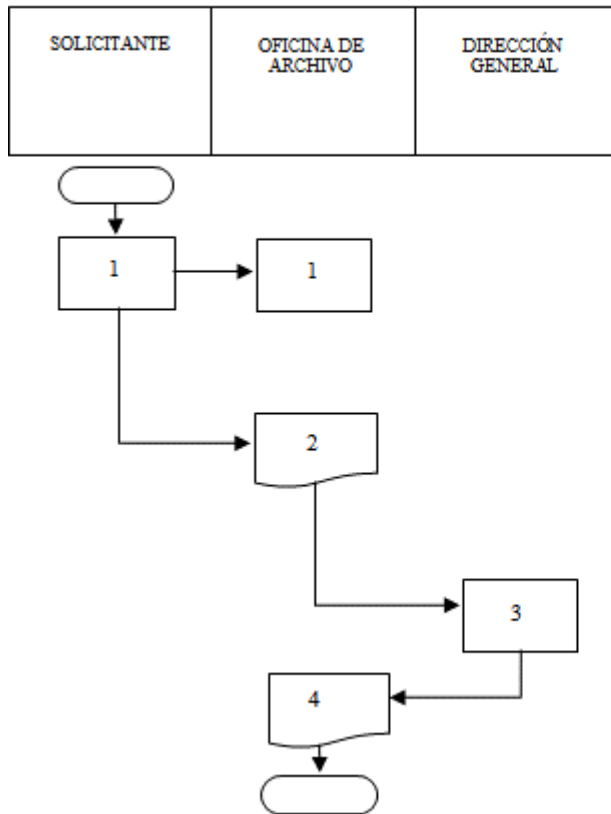 SOLICITANTE
OFICINA DE
ARCHIVO
DIRECCIÓN
GENERAL
1
1
2
3
4